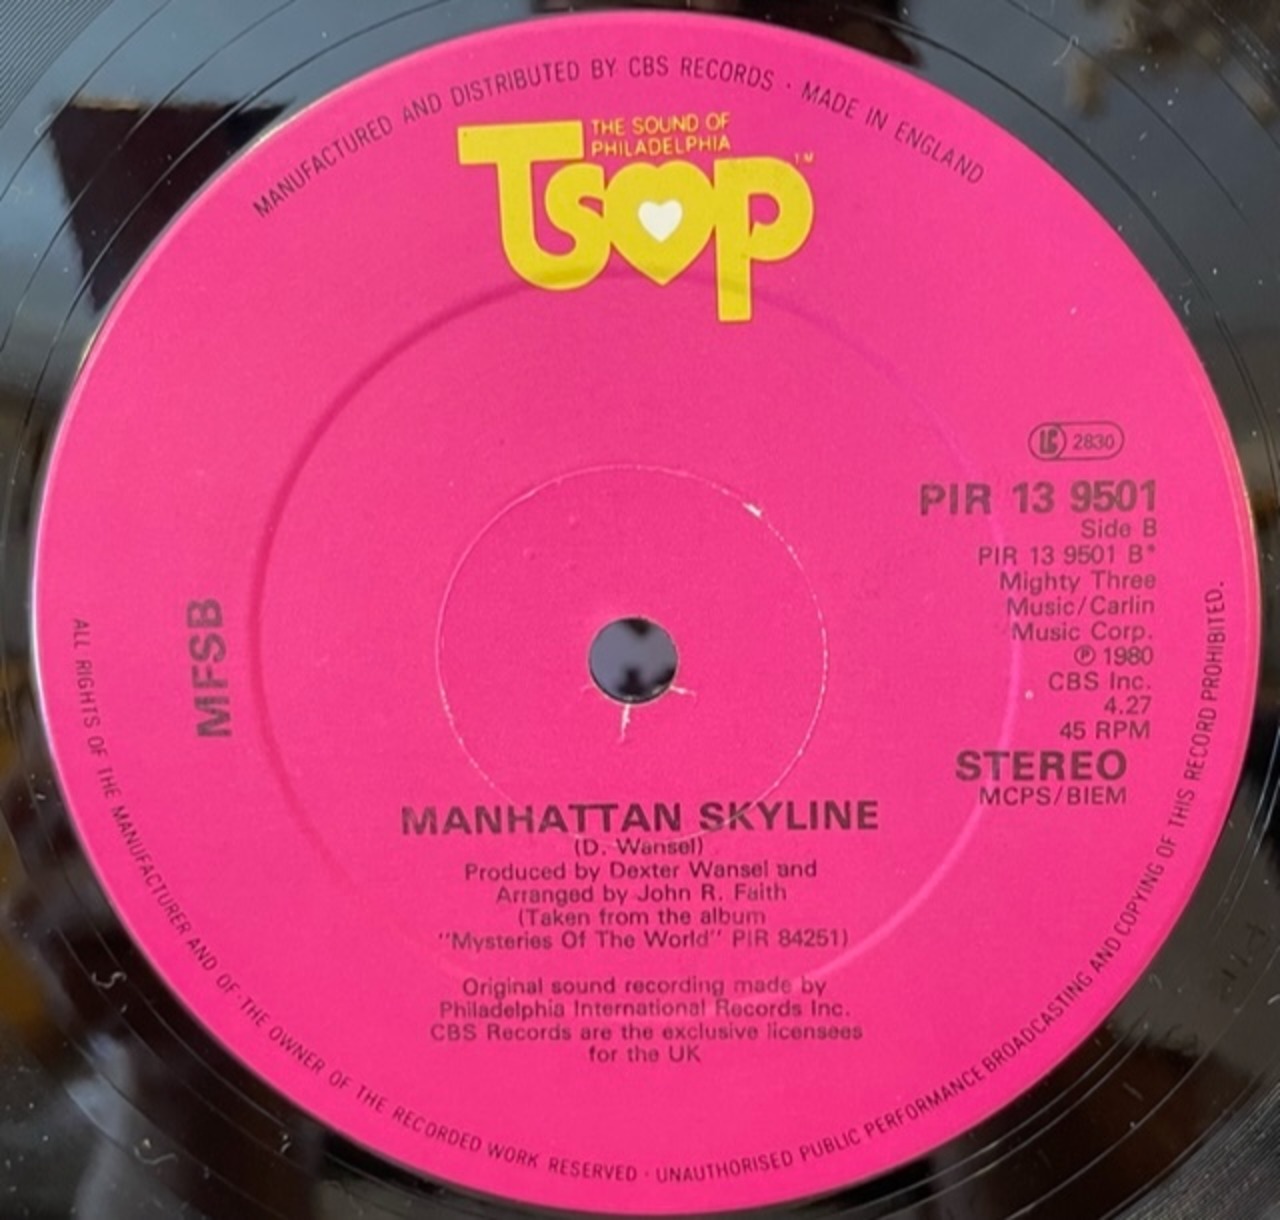 MANUFACTURED AND DISTRIBUTED BY CBS RECORDS · MADE IN ENGLAND
THE SOUND OF
PHILADELPHIA
TSOP™
LC 2830
PIR 13 9501
Side B
PIR 13 9501 B*
Mighty Three
Music/Carlin
Music Corp.
℗ 1980
CBS Inc.
4.27
45 RPM
STEREO
MCPS/BIEM
MFSB
MANHATTAN SKYLINE
(D. Wansel)
Produced by Dexter Wansel and
Arranged by John R. Faith
(Taken from the album
"Mysteries Of The World" PIR 84251)
Original sound recording made by
Philadelphia International Records Inc.
CBS Records are the exclusive licensees
for the UK
ALL RIGHTS OF THE MANUFACTURER AND OF THE OWNER OF THE RECORDED WORK RESERVED · UNAUTHORISED PUBLIC PERFORMANCE BROADCASTING AND COPYING OF THIS RECORD PROHIBITED.